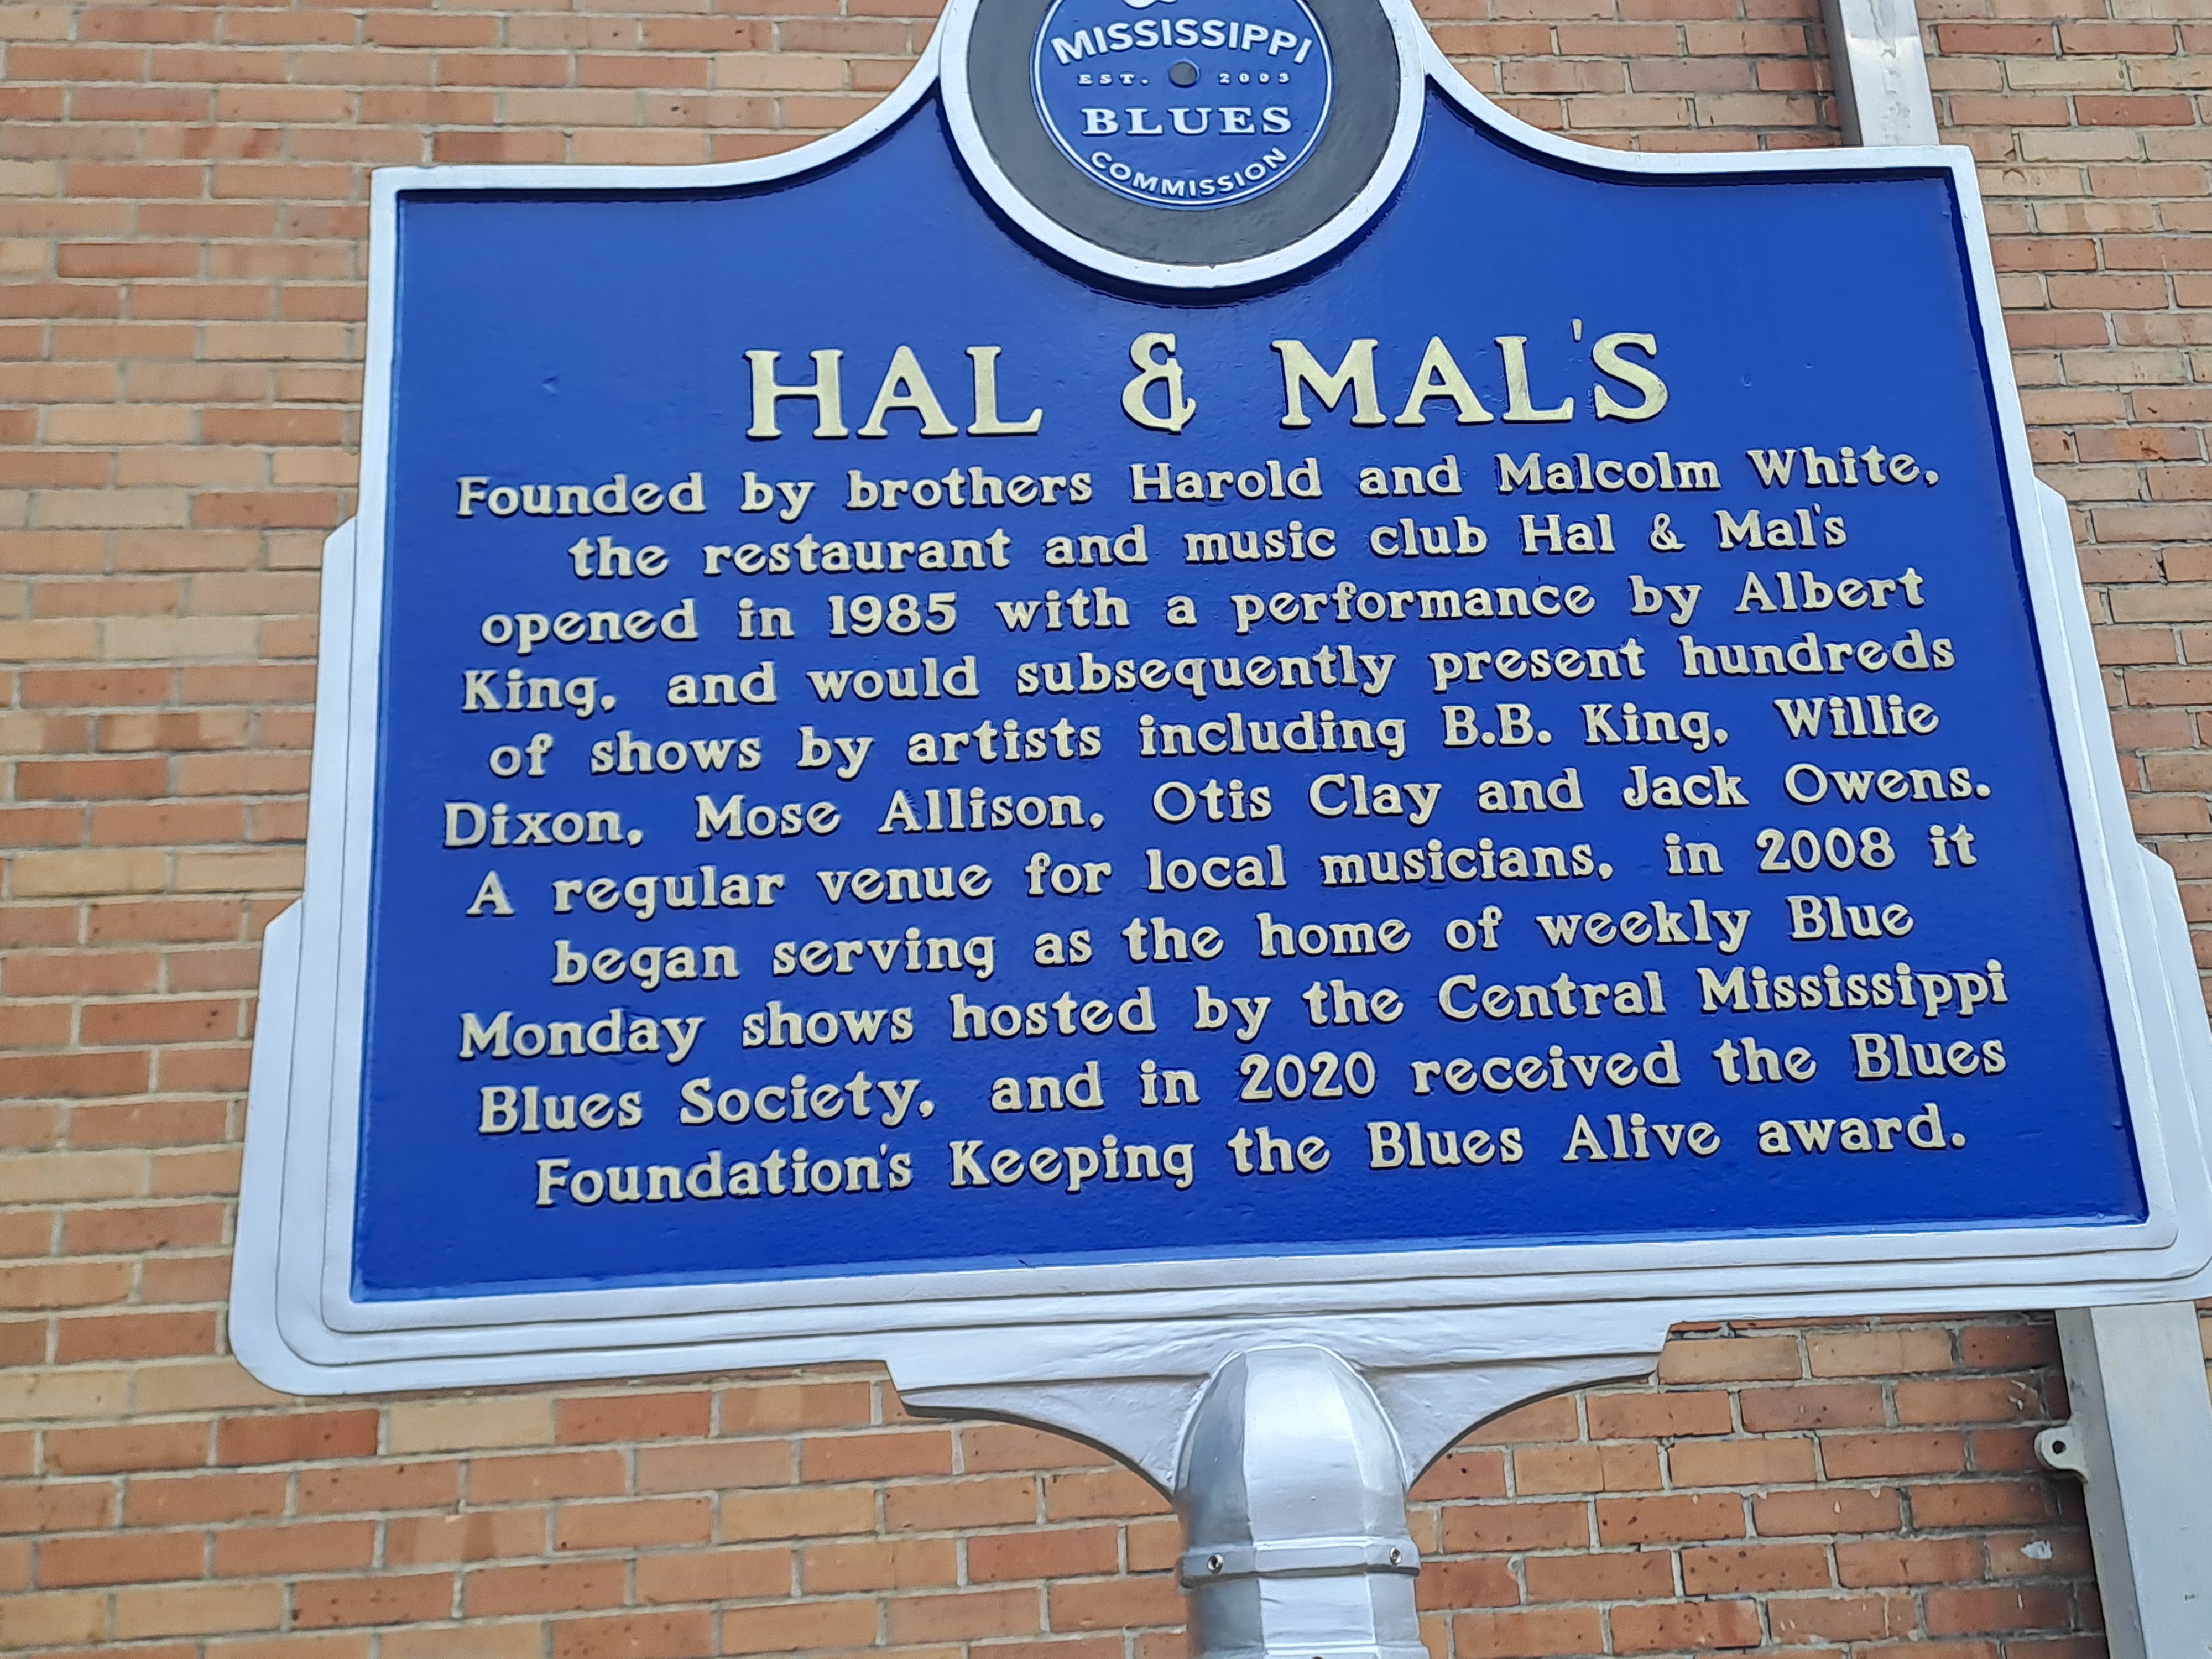 MISSISSIPPI
EST. 2003
BLUES
COMMISSION
HAL & MAL'S
Founded by brothers Harold and Malcolm White,
the restaurant and music club Hal & Mal's
opened in 1985 with a performance by Albert
King, and would subsequently present hundreds
of shows by artists including B.B. King, Willie
Dixon, Mose Allison, Otis Clay and Jack Owens.
A regular venue for local musicians, in 2008 it
began serving as the home of weekly Blue
Monday shows hosted by the Central Mississippi
Blues Society, and in 2020 received the Blues
Foundation's Keeping the Blues Alive award.